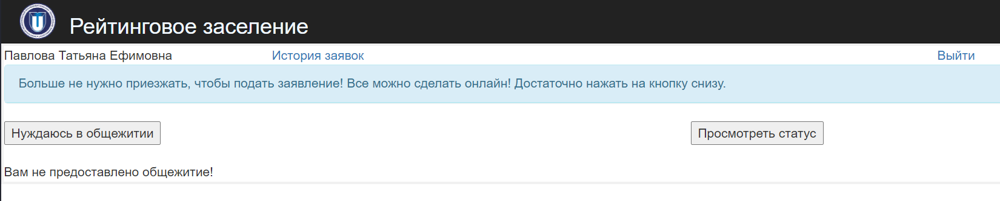 Рейтинговое заселение
Павлова Татьяна Ефимовна История заявок Выйти
Больше не нужно приезжать, чтобы подать заявление! Все можно сделать онлайн! Достаточно нажать на кнопку снизу.
Нуждаюсь в общежитии Просмотреть статус
Вам не предоставлено общежитие!